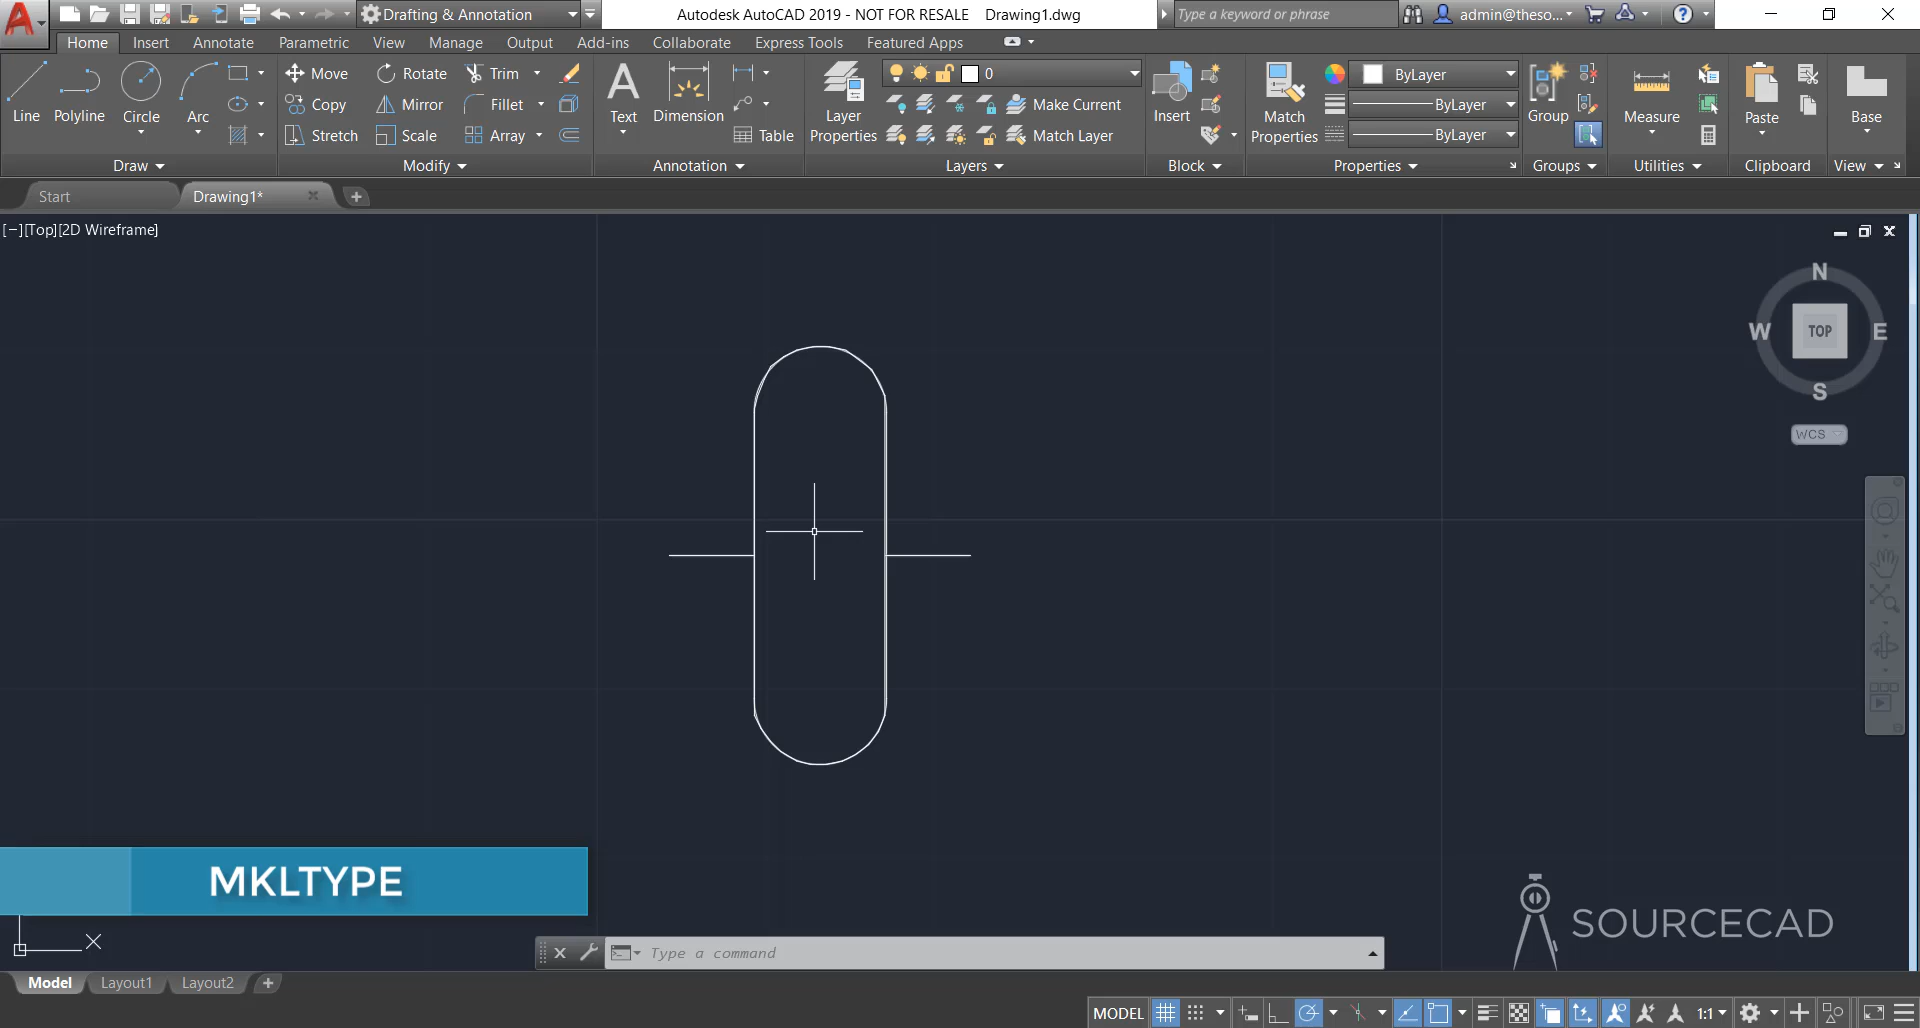 Drafting & Annotation
Autodesk AutoCAD 2019 - NOT FOR RESALE Drawing1.dwg
Type a keyword or phrase
admin@theso...
Home Insert Annotate Parametric View Manage Output Add-ins Collaborate Express Tools Featured Apps
Line Polyline Circle Arc
Draw
Move Rotate Trim
Copy Mirror Fillet
Stretch Scale Array
Modify
Text Dimension Table
Annotation
Layer Properties
0
Make Current
Match Layer
Layers
Insert
Block
Match Properties
ByLayer
ByLayer
ByLayer
Properties
Group
Groups
Measure
Utilities
Paste
Clipboard
Base
View
Start Drawing1*
[−][Top][2D Wireframe]
N
W TOP E
S
WCS
MKLTYPE
SOURCECAD
X
Type a command
Model Layout1 Layout2
MODEL 1:1